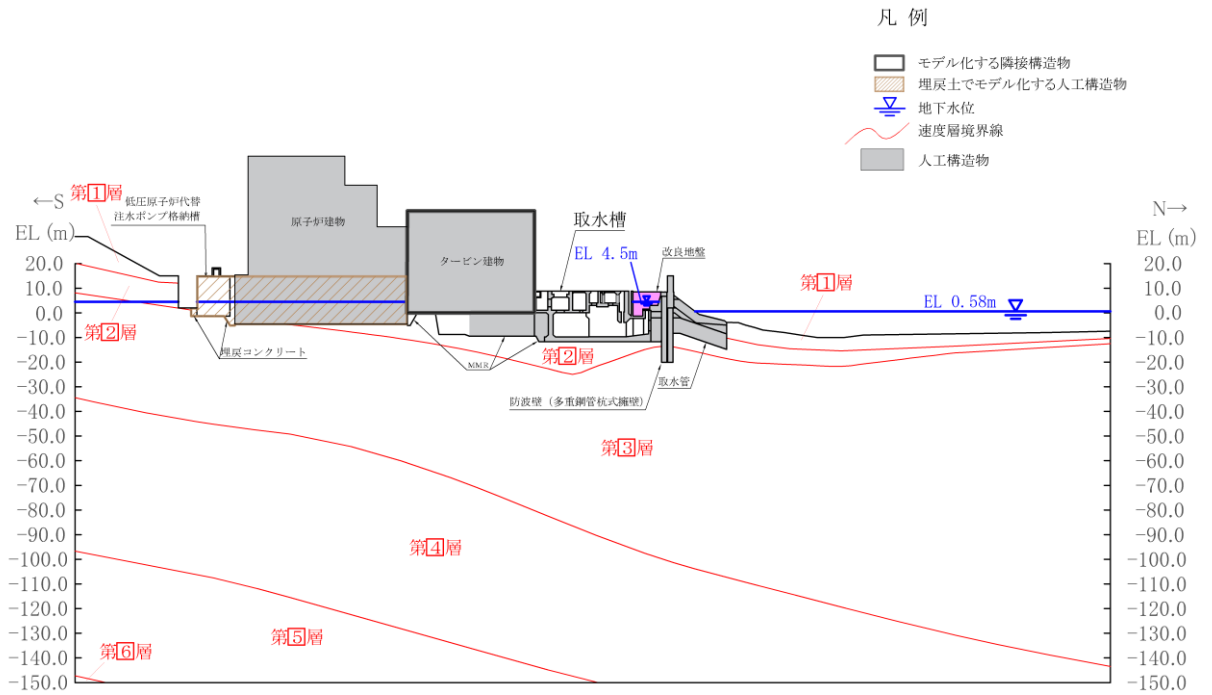 凡 例
モデル化する隣接構造物
埋戻土でモデル化する人工構造物
地下水位
速度層境界線
人工構造物
←S
EL (m)
第1層
低圧原子炉代替
注水ポンプ格納槽
原子炉建物
タービン建物
取水槽
EL 4.5m
改良地盤
第1層
EL 0.58m
N→
EL (m)
20.0
10.0
0.0
-10.0
-20.0
-30.0
-40.0
-50.0
-60.0
-70.0
-80.0
-90.0
-100.0
-110.0
-120.0
-130.0
-140.0
-150.0
第2層
埋戻コンクリート
MMR
第2層
取水管
防波壁（多重鋼管杭式擁壁）
第3層
第4層
第5層
第6層
20.0
10.0
0.0
-10.0
-20.0
-30.0
-40.0
-50.0
-60.0
-70.0
-80.0
-90.0
-100.0
-110.0
-120.0
-130.0
-140.0
-150.0